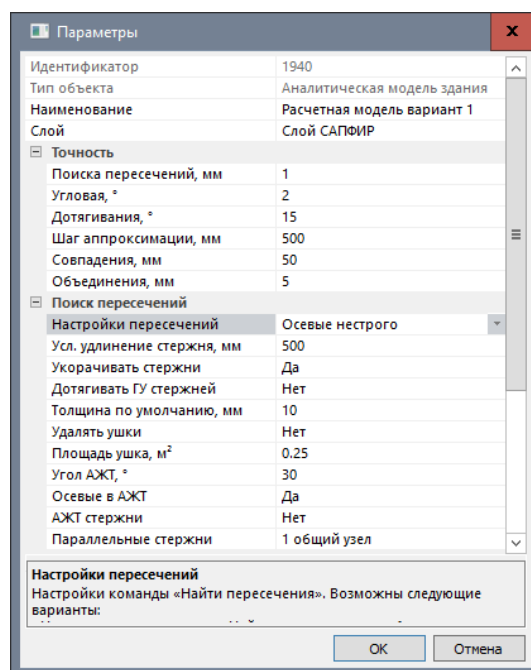 Параметры
Идентификатор 1940
Тип объекта Аналитическая модель здания
Наименование Расчетная модель вариант 1
Слой Слой САПФИР
Точность
Поиска пересечений, мм 1
Угловая, ° 2
Дотягивания, ° 15
Шаг аппроксимации, мм 500
Совпадения, мм 50
Объединения, мм 5
Поиск пересечений
Настройки пересечений Осевые нестрого
Усл. удлинение стержня, мм 500
Укорачивать стержни Да
Дотягивать ГУ стержней Нет
Толщина по умолчанию, мм 10
Удалять ушки Нет
Площадь ушка, м² 0.25
Угол АЖТ, ° 30
Осевые в АЖТ Да
АЖТ стержни Нет
Параллельные стержни 1 общий узел
Настройки пересечений
Настройки команды «Найти пересечения». Возможны следующие
варианты:
ОК Отмена